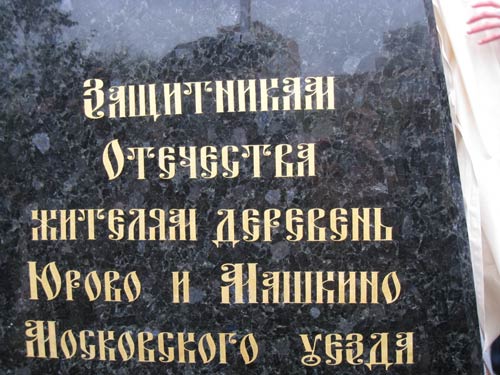 Защитникам
Отечества
жителям деревень
Юрово и Машкино
Московского уезда